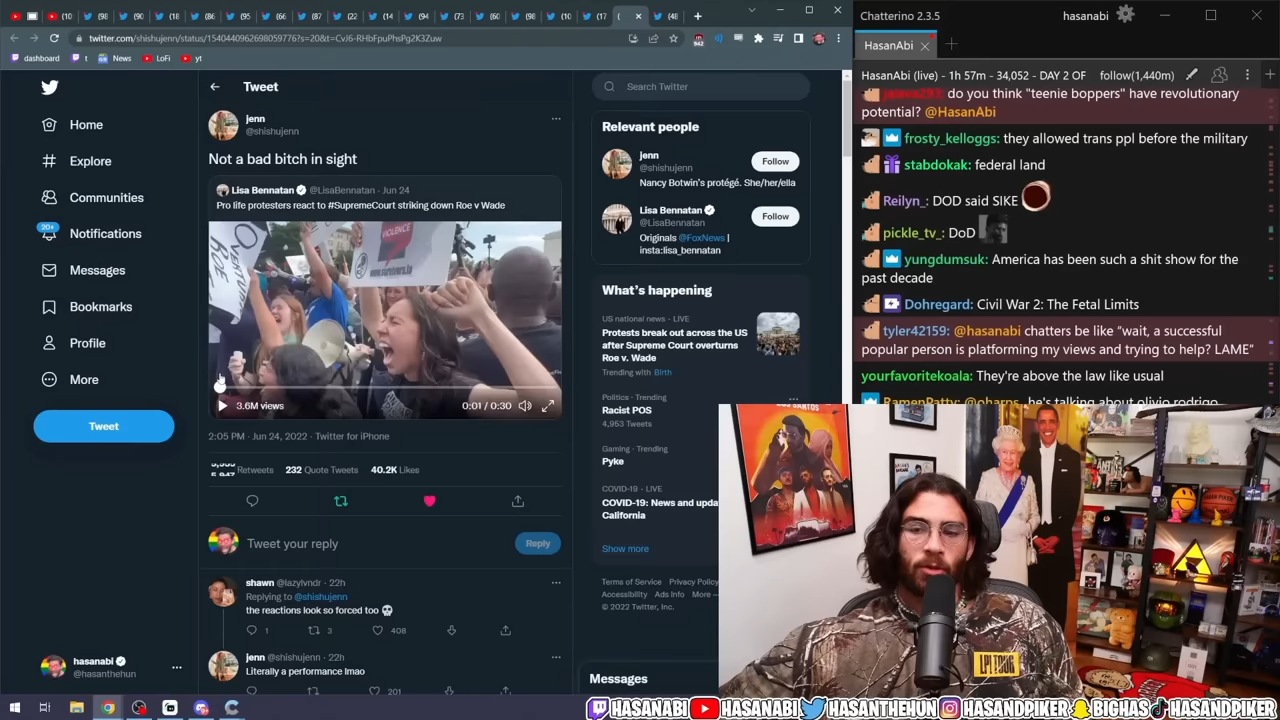 twitter.com/shishujenn/status/1540440962698059776?s=20&t=CvJ6-RHbFpuPhsPg2K3Zuw
dashboard
t
News
LoFi
yt
Home
Explore
Communities
20+
Notifications
Messages
Bookmarks
Profile
More
Tweet
hasanabi
@hasanthehun
Tweet
jenn
@shishujenn
Not a bad bitch in sight
Lisa Bennatan @LisaBennatan · Jun 24
Pro life protesters react to #SupremeCourt striking down Roe v Wade
VIOLENCE
3.6M views
0:01 / 0:30
2:05 PM · Jun 24, 2022 · Twitter for iPhone
Retweets 232 Quote Tweets 40.2K Likes
Tweet your reply
Reply
shawn @lazylvndr · 22h
Replying to @shishujenn
the reactions look so forced too
1 3 408
jenn @shishujenn · 22h
Literally a performance lmao
201
Search Twitter
Relevant people
jenn
@shishujenn
Follow
Nancy Botwin's protégé. She/her/ella
Lisa Bennatan
@LisaBennatan
Follow
Originals @FoxNews |
insta:lisa_bennatan
What's happening
US national news · LIVE
Protests break out across the US
after Supreme Court overturns
Roe v. Wade
Trending with Birth
Politics · Trending
Racist POS
4,953 Tweets
Gaming · Trending
Pyke
COVID-19 · LIVE
COVID-19: News and upda
California
Show more
Terms of Service Privacy Policy
Accessibility Ads Info More
© 2022 Twitter, Inc.
Messages
Chatterino 2.3.5
hasanabi
HasanAbi
HasanAbi (live) - 1h 57m - 34,052 - DAY 2 OF
follow(1,440m)
do you think "teenie boppers" have revolutionary
potential? @HasanAbi
frosty_kelloggs: they allowed trans ppl before the military
stabdokak: federal land
Reilyn_: DOD said SIKE
pickle_tv_: DoD
yungdumsuk: America has been such a shit show for the
past decade
Dohregard: Civil War 2: The Fetal Limits
tyler42159: @hasanabi chatters be like "wait, a successful
popular person is platforming my views and trying to help? LAME"
yourfavoritekoala: They're above the law like usual
RamenPatty: @oharps he's talking about olivio rodrigo
LOS SANTOS
HASANABI HASANABI HASANTHEHUN HASANDPIKER BIGHAS HASANDPIKER